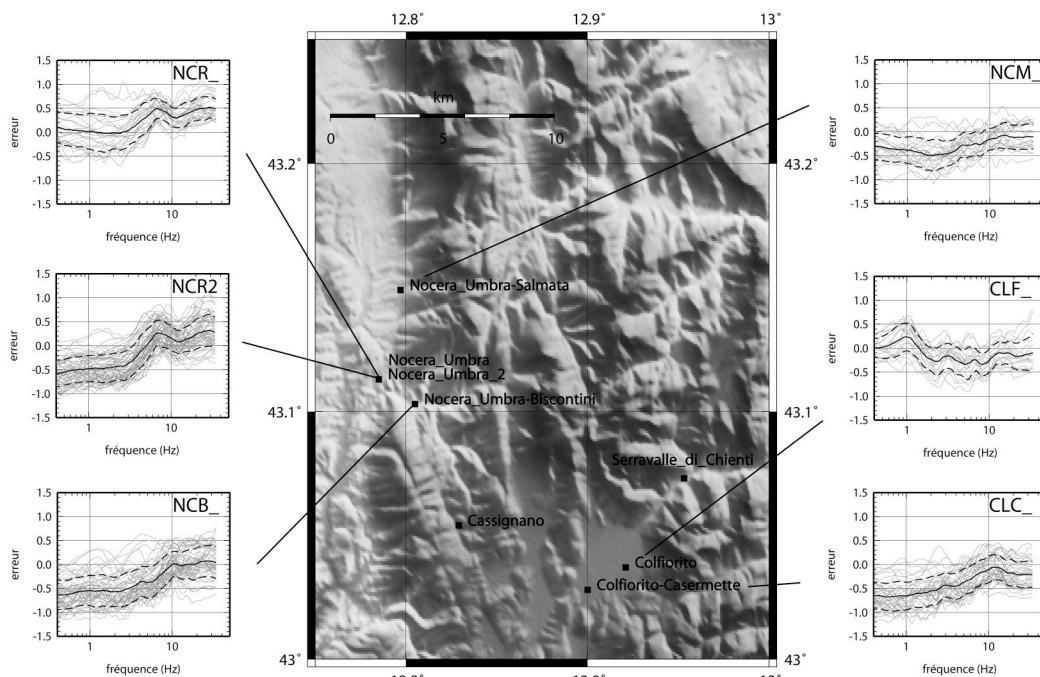 12.8° 12.9° 13°
NCR_
1.5
1.0
0.5
0.0
-0.5
-1.0
-1.5
erreur
1 10
fréquence (Hz)
NCR2
1.5
1.0
0.5
0.0
-0.5
-1.0
-1.5
erreur
1 10
fréquence (Hz)
NCB_
1.5
1.0
0.5
0.0
-0.5
-1.0
-1.5
erreur
1 10
fréquence (Hz)
km
0 5 10
43.2° 43.2°
Nocera_Umbra-Salmata
Nocera_Umbra
Nocera_Umbra_2
Nocera_Umbra-Biscontini
43.1° 43.1°
Serravalle_di_Chienti
Cassignano
Colfiorito
Colfiorito-Casermette
43° 43°
NCM_
1.5
1.0
0.5
0.0
-0.5
-1.0
-1.5
erreur
1 10
fréquence (Hz)
CLF_
1.5
1.0
0.5
0.0
-0.5
-1.0
-1.5
erreur
1 10
fréquence (Hz)
CLC_
1.5
1.0
0.5
0.0
-0.5
-1.0
-1.5
erreur
1 10
fréquence (Hz)